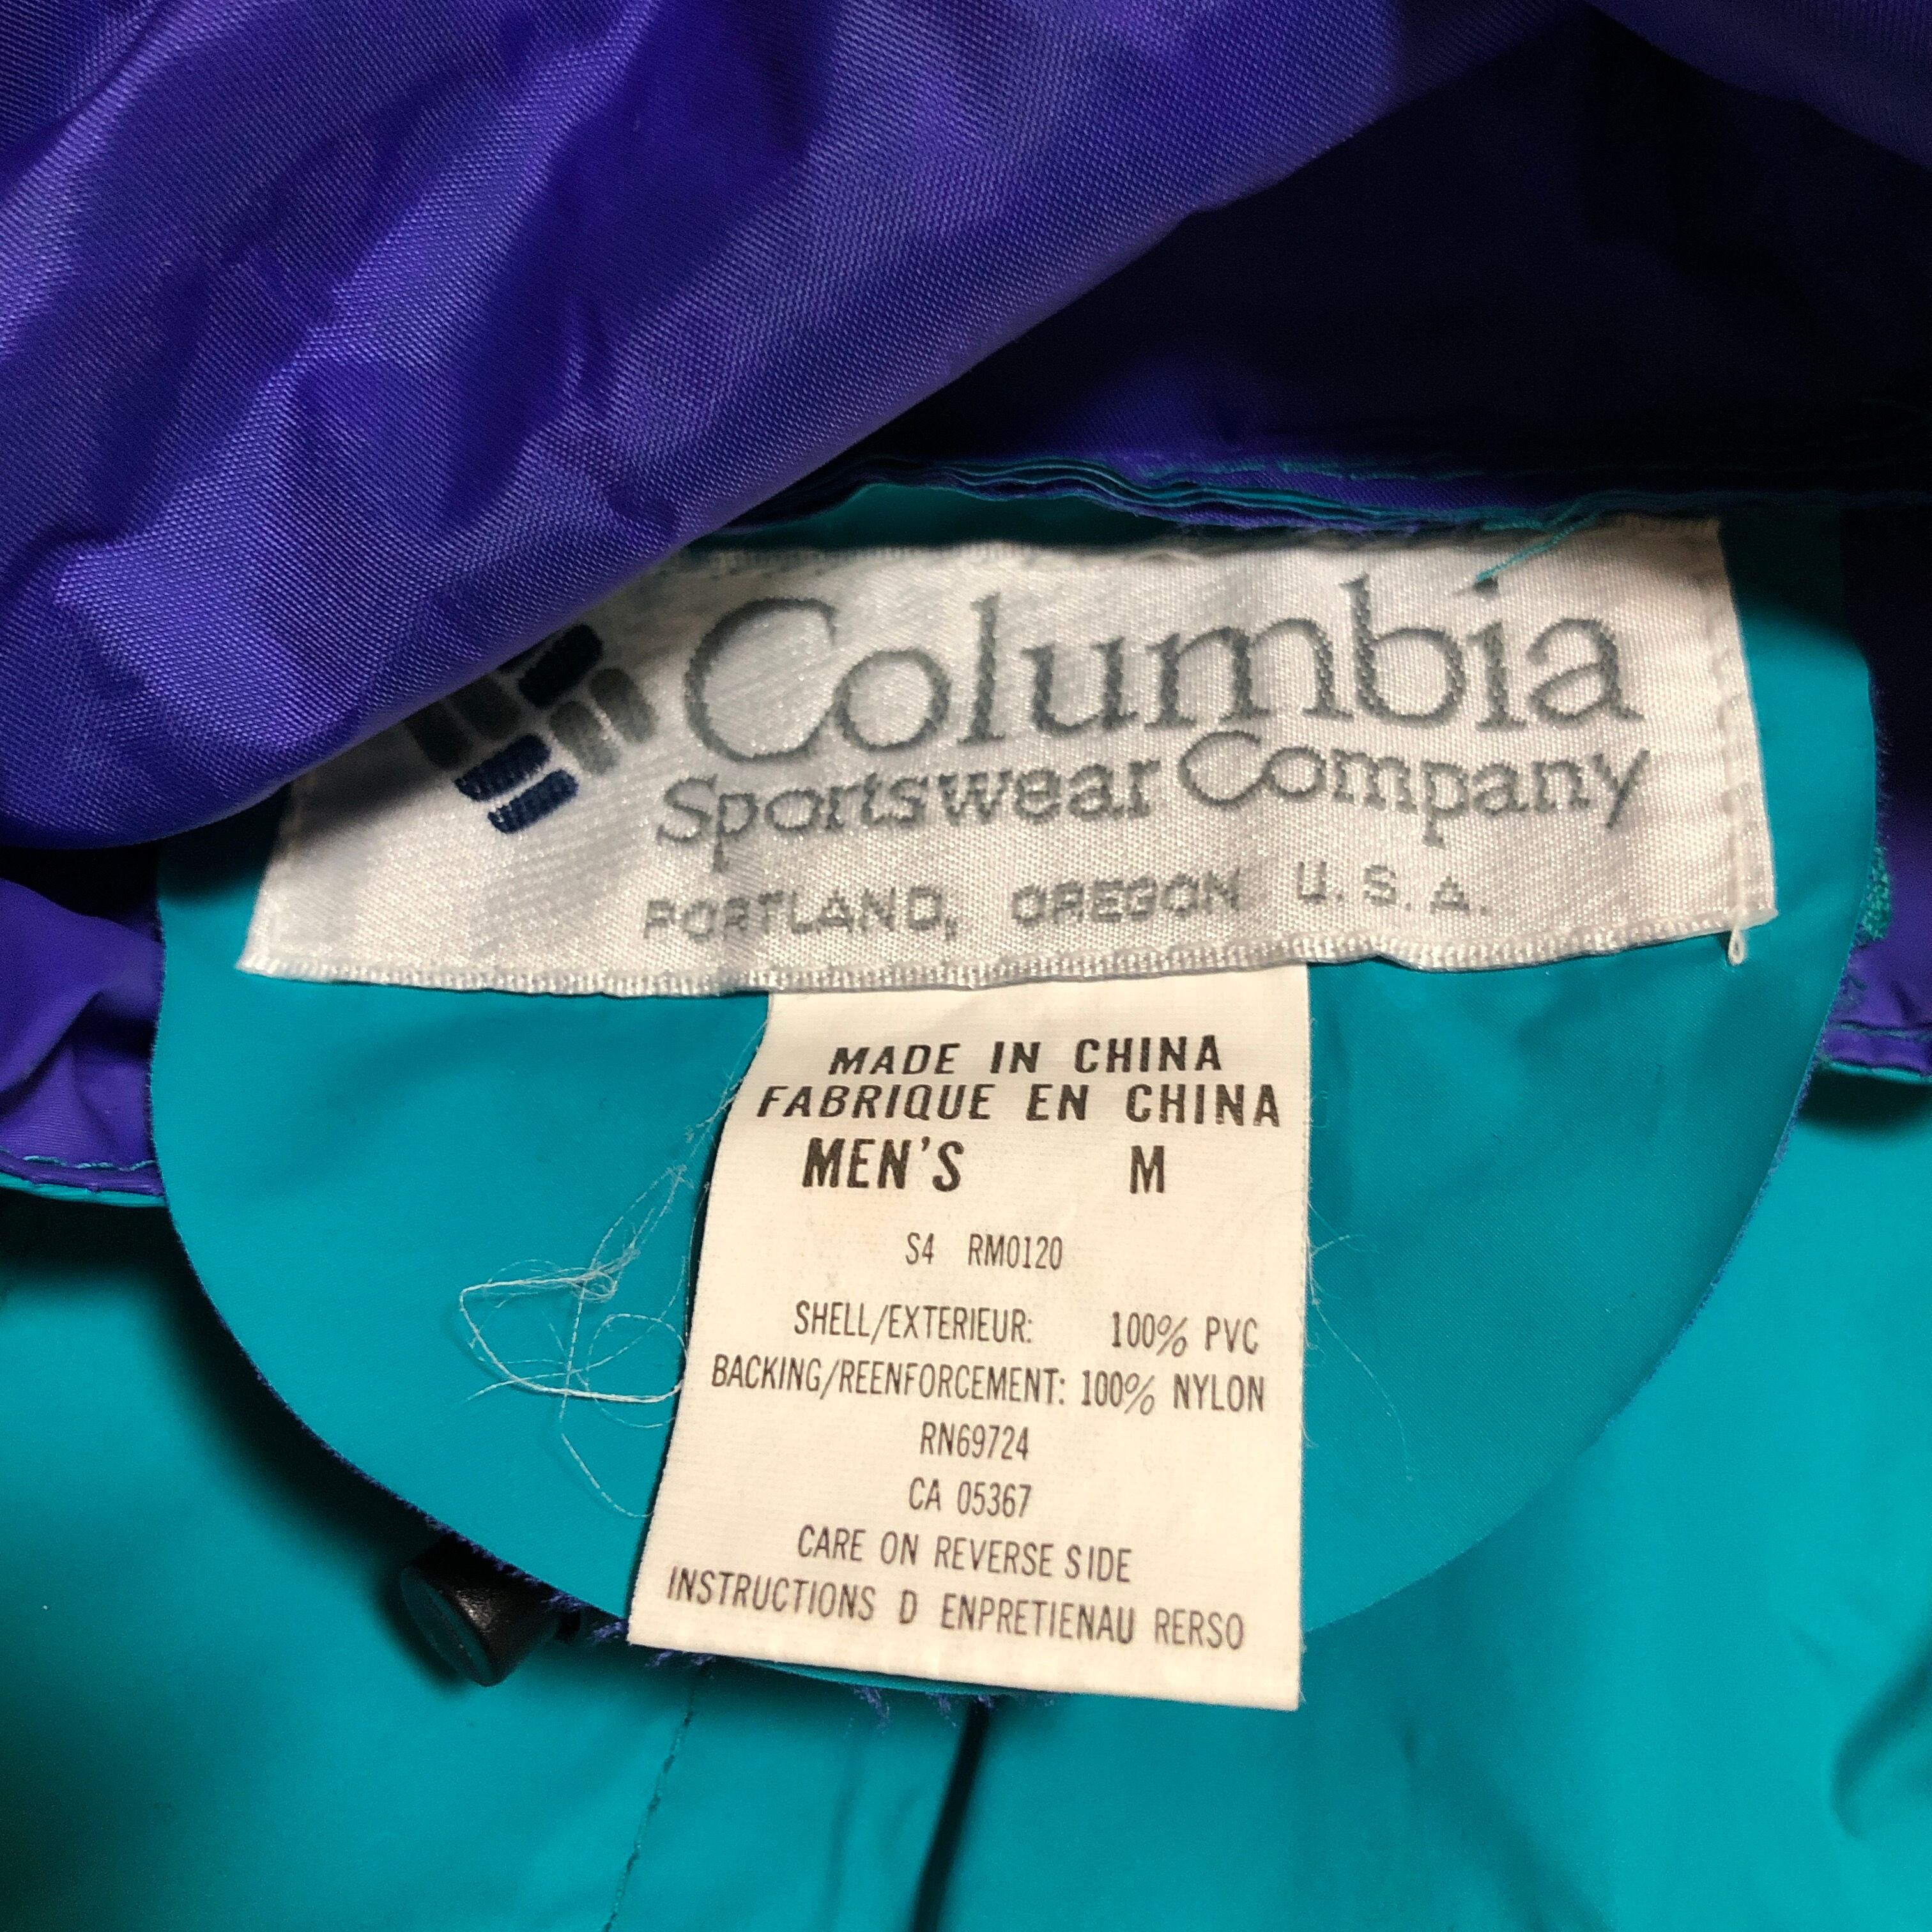 Columbia
Sportswear Company
PORTLAND, OREGON U.S.A.
MADE IN CHINA
FABRIQUE EN CHINA
MEN'S M
S4 RM0120
SHELL/EXTERIEUR: 100% PVC
BACKING/REENFORCEMENT: 100% NYLON
RN69724
CA 05367
CARE ON REVERSE SIDE
INSTRUCTIONS D ENPRETIENAU RERSO